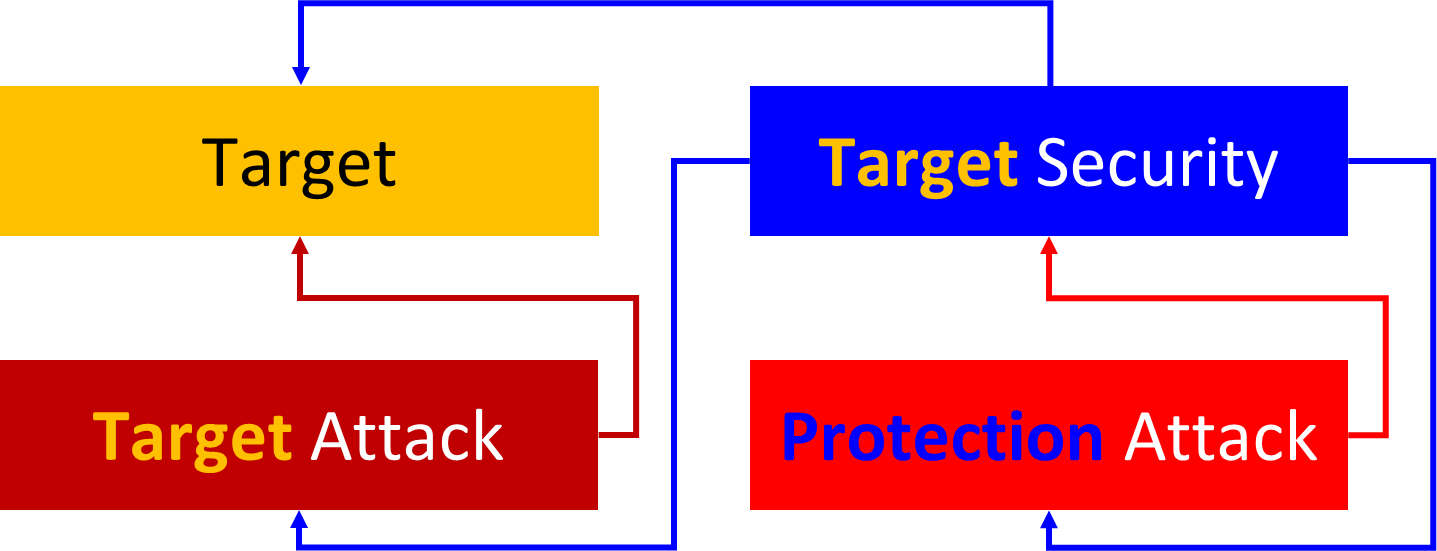 Target
Target Security
Target Attack
Protection Attack